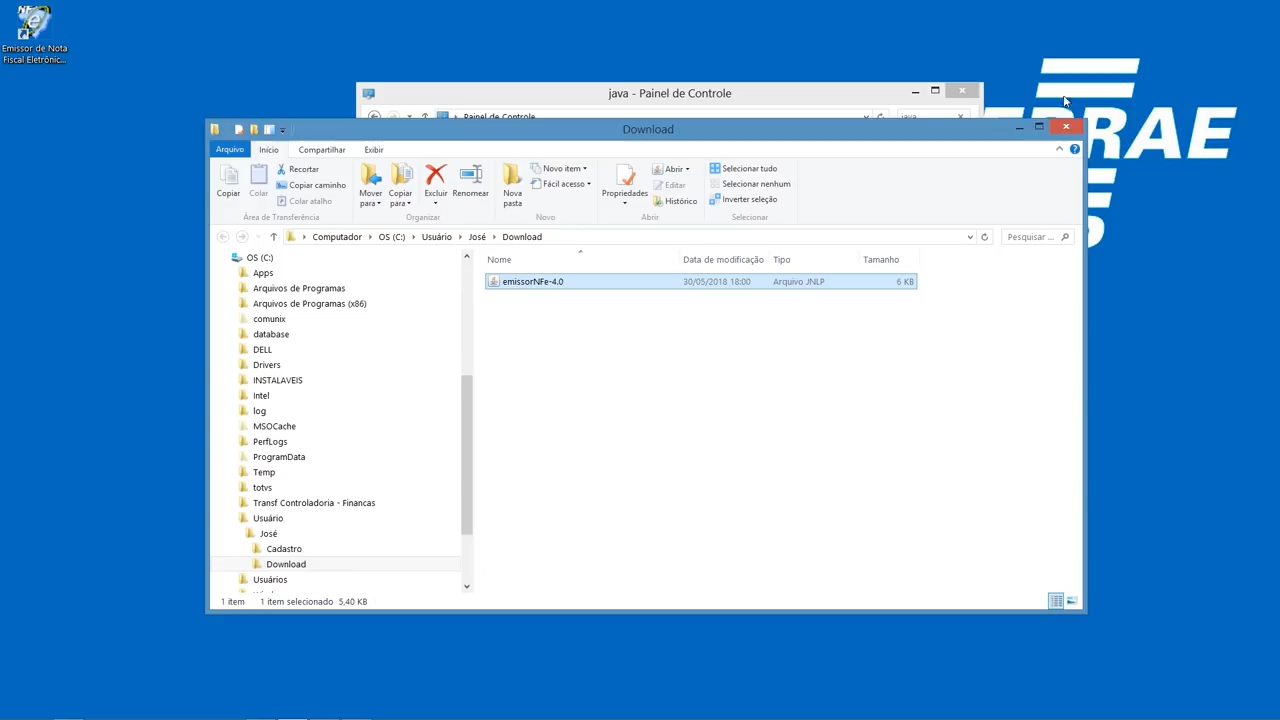 Emissor de Nota
Fiscal Eletrônic...
java - Painel de Controle
Painel de Controle
java
RAE
Download
Arquivo
Início
Compartilhar
Exibir
Copiar
Colar
Recortar
Copiar caminho
Colar atalho
Área de Transferência
Mover
para
Copiar
para
Excluir
Renomear
Organizar
Nova
pasta
Novo item
Fácil acesso
Novo
Propriedades
Abrir
Editar
Histórico
Abrir
Selecionar tudo
Selecionar nenhum
Inverter seleção
Selecionar
Computador
OS (C:)
Usuário
José
Download
Pesquisar ...
OS (C:)
Apps
Arquivos de Programas
Arquivos de Programas (x86)
comunix
database
DELL
Drivers
INSTALAVEIS
Intel
log
MSOCache
PerfLogs
ProgramData
Temp
totvs
Transf Controladoria - Financas
Usuário
José
Cadastro
Download
Usuários
Nome Data de modificação Tipo Tamanho
emissorNFe-4.0 30/05/2018 18:00 Arquivo JNLP 6 KB
1 item 1 item selecionado 5,40 KB